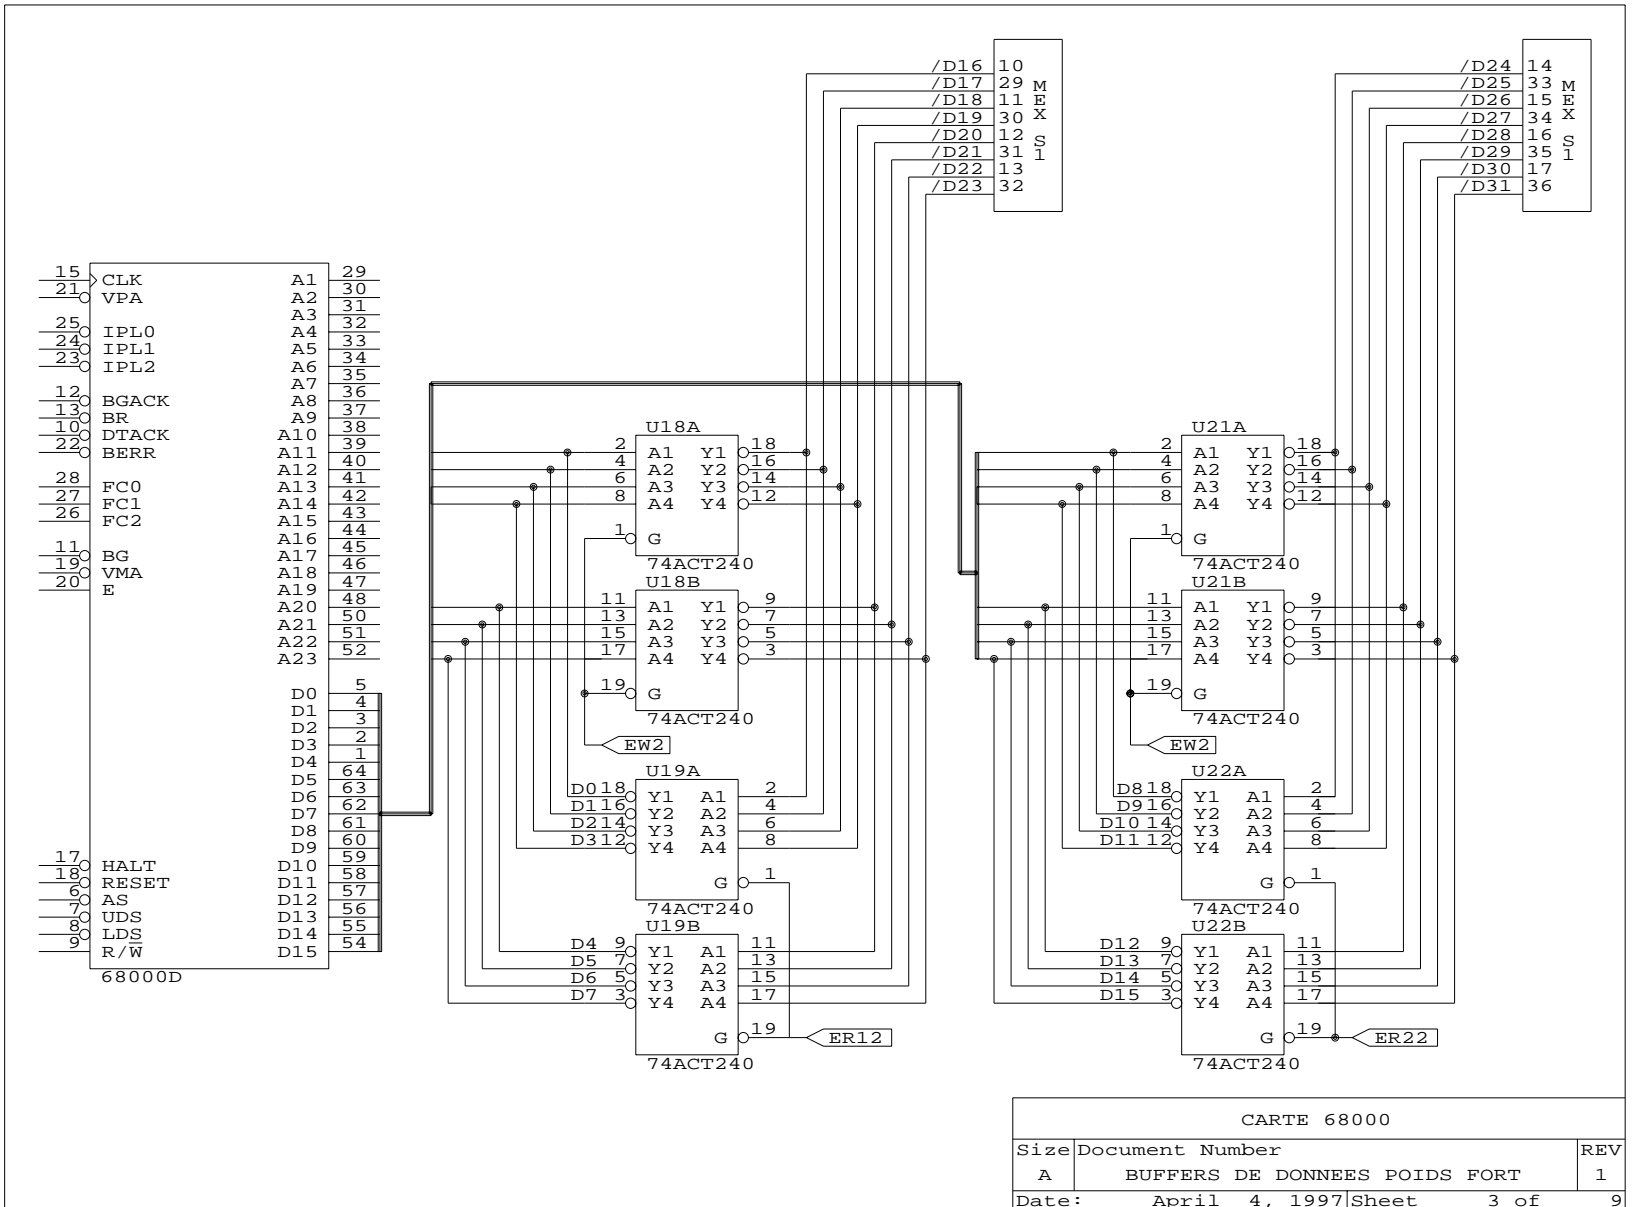 /D16 10
/D17 29
/D18 11
/D19 30
/D20 12
/D21 31
/D22 13
/D23 32
MEX S1
/D24 14
/D25 33
/D26 15
/D27 34
/D28 16
/D29 35
/D30 17
/D31 36
MEX S1
15 CLK A1 29
21 VPA A2 30
A3 31
25 IPL0 A4 32
24 IPL1 A5 33
23 IPL2 A6 34
A7 35
12 BGACK A8 36
13 BR A9 37
10 DTACK A10 38
22 BERR A11 39
A12 40
28 FC0 A13 41
27 FC1 A14 42
26 FC2 A15 43
A16 44
11 BG A17 45
19 VMA A18 46
20 E A19 47
A20 48
A21 50
A22 51
A23 52
D0 5
D1 4
D2 3
D3 2
D4 1
D5 64
D6 63
D7 62
D8 61
D9 60
17 HALT D10 59
18 RESET D11 58
6 AS D12 57
7 UDS D13 56
8 LDS D14 55
9 R/W̅ D15 54
68000D
U18A
2 A1 Y1 18
4 A2 Y2 16
6 A3 Y3 14
8 A4 Y4 12
1 G
74ACT240
U18B
11 A1 Y1 9
13 A2 Y2 7
15 A3 Y3 5
17 A4 Y4 3
19 G
74ACT240
EW2
U19A
D0 18 Y1 A1 2
D1 16 Y2 A2 4
D2 14 Y3 A3 6
D3 12 Y4 A4 8
G 1
74ACT240
U19B
D4 9 Y1 A1 11
D5 7 Y2 A2 13
D6 5 Y3 A3 15
D7 3 Y4 A4 17
G 19
ER12
74ACT240
U21A
2 A1 Y1 18
4 A2 Y2 16
6 A3 Y3 14
8 A4 Y4 12
1 G
74ACT240
U21B
11 A1 Y1 9
13 A2 Y2 7
15 A3 Y3 5
17 A4 Y4 3
19 G
74ACT240
EW2
U22A
D8 18 Y1 A1 2
D9 16 Y2 A2 4
D10 14 Y3 A3 6
D11 12 Y4 A4 8
G 1
74ACT240
U22B
D12 9 Y1 A1 11
D13 7 Y2 A2 13
D14 5 Y3 A3 15
D15 3 Y4 A4 17
G 19
ER22
74ACT240
CARTE 68000
Size Document Number REV
A BUFFERS DE DONNEES POIDS FORT 1
Date: April 4, 1997 Sheet 3 of 9